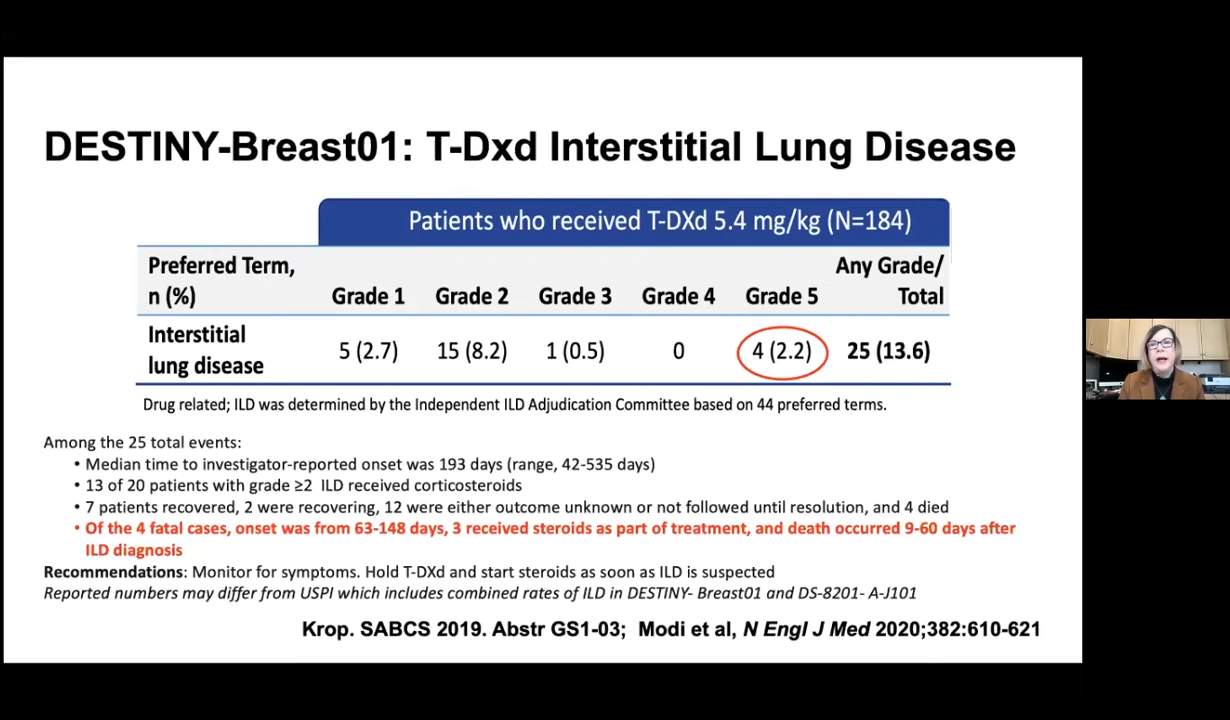 DESTINY-Breast01: T-Dxd Interstitial Lung Disease
Patients who received T-DXd 5.4 mg/kg (N=184)
Preferred Term, n (%) Grade 1 Grade 2 Grade 3 Grade 4 Grade 5 Any Grade/ Total
Interstitial lung disease 5 (2.7) 15 (8.2) 1 (0.5) 0 4 (2.2) 25 (13.6)
Drug related; ILD was determined by the Independent ILD Adjudication Committee based on 44 preferred terms.
Among the 25 total events:
• Median time to investigator-reported onset was 193 days (range, 42-535 days)
• 13 of 20 patients with grade ≥2 ILD received corticosteroids
• 7 patients recovered, 2 were recovering, 12 were either outcome unknown or not followed until resolution, and 4 died
• Of the 4 fatal cases, onset was from 63-148 days, 3 received steroids as part of treatment, and death occurred 9-60 days after
ILD diagnosis
Recommendations: Monitor for symptoms. Hold T-DXd and start steroids as soon as ILD is suspected
Reported numbers may differ from USPI which includes combined rates of ILD in DESTINY- Breast01 and DS-8201- A-J101
Krop. SABCS 2019. Abstr GS1-03; Modi et al, N Engl J Med 2020;382:610-621